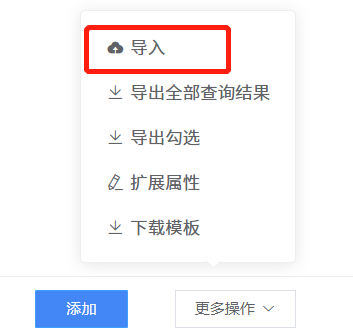 导入
导出全部查询结果
导出勾选
扩展属性
下载模板
添加
更多操作